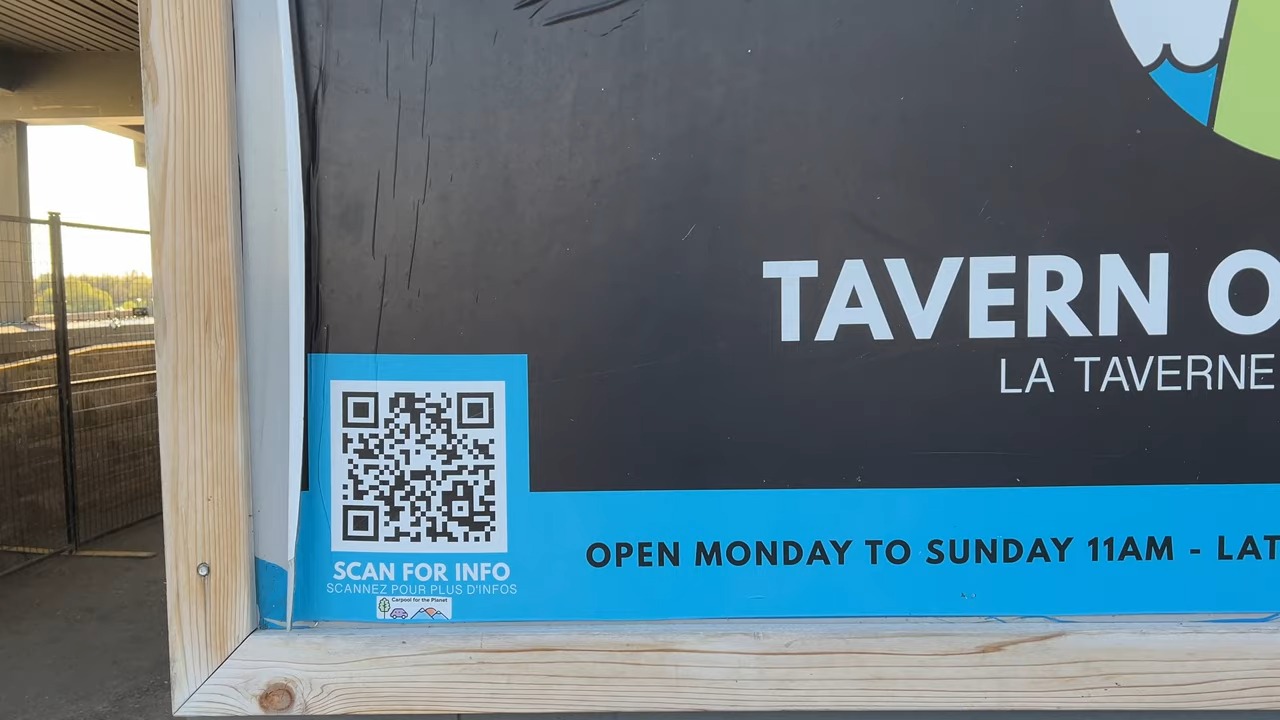 TAVERN O
LA TAVERNE
OPEN MONDAY TO SUNDAY 11AM - LAT
SCAN FOR INFO
SCANNEZ POUR PLUS D'INFOS
Carpool for the Planet